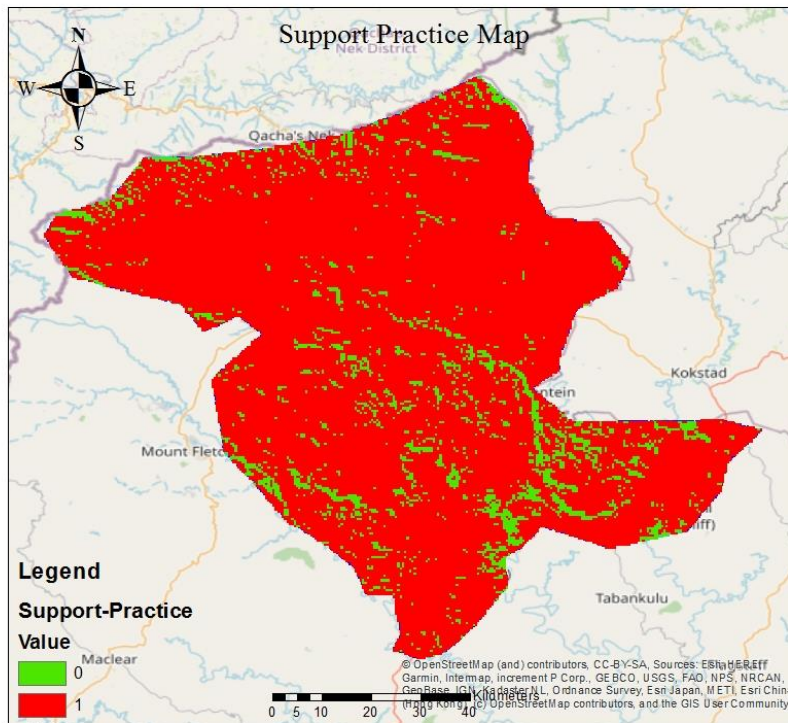 Support Practice Map
Nek District
N
W E
S
Qacha's Nek
Kokstad
Mount Fletc
Tabankulu
Legend
Support-Practice
Value
0
1
Maclear
© OpenStreetMap (and) contributors, CC-BY-SA, Sources:
Garmin, Intermap, increment P Corp., GEBCO, USGS, FAO, NPS, NRCAN,
GeoBase, IGN, Kadaster NL, Ordnance Survey, Esri Japan, METI, Esri China
(Hong Kong), (c) OpenStreetMap contributors, and the GIS User Community
Kilometers
0 5 10 20 30 40